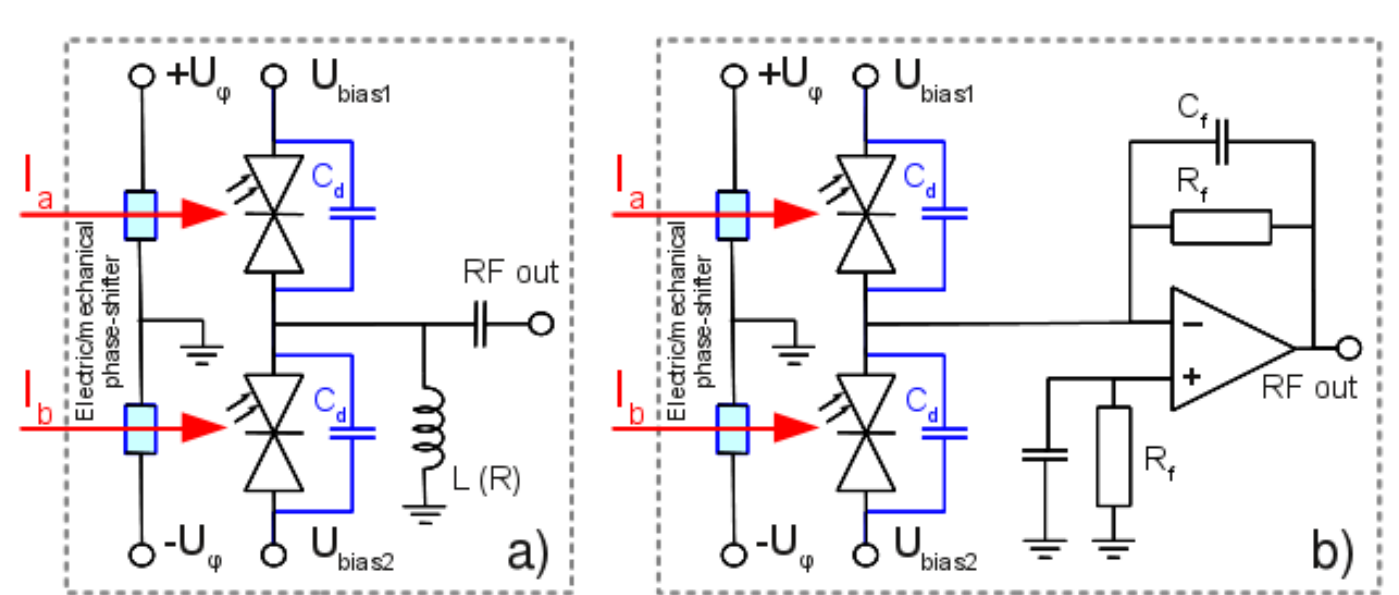 +Uφ
Ubias1
Ia
Cd
Electric/mechanical
phase-shifter
RF out
Ib
Cd
L (R)
-Uφ
Ubias2
a)
+Uφ
Ubias1
Cf
Rf
Ia
Cd
Electric/mechanical
phase-shifter
−
+
RF out
Ib
Cd
Rf
-Uφ
Ubias2
b)